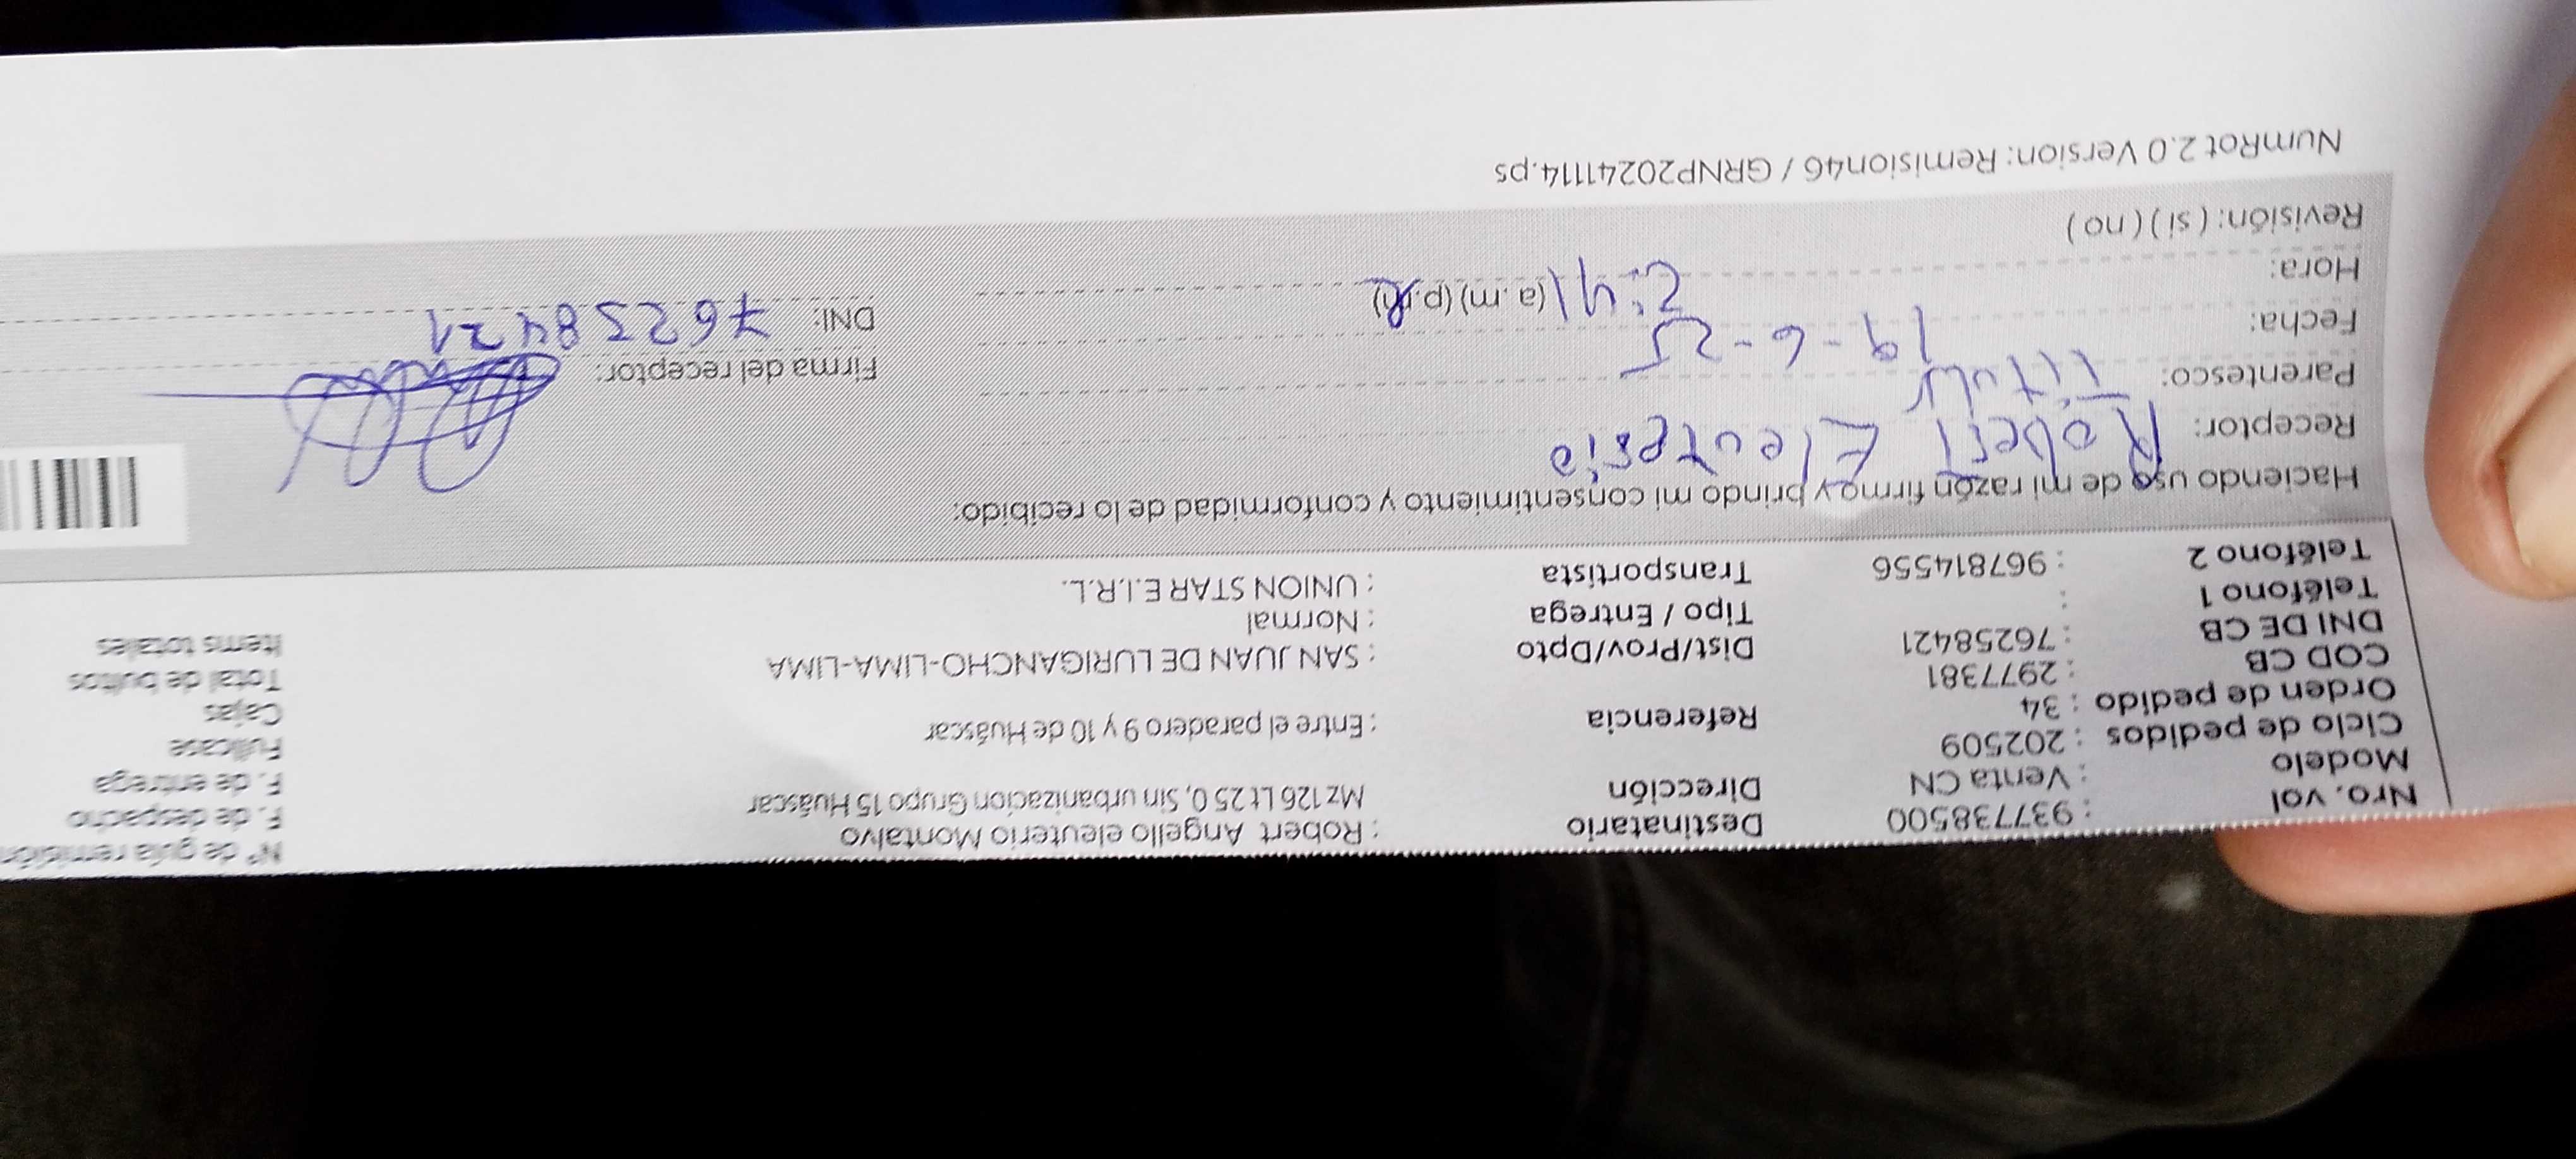 Nro. vol : 937738500 Destinatario : Robert Angello eleuterio Montalvo N° de guía remisión
Modelo : Venta CN Dirección Mz 126 Lt 25 0, Sin urbanización Grupo 15 Huáscar F. de despacho
Ciclo de pedidos : 202509 F. de entrega
Orden de pedido : 34 Referencia : Entre el paradero 9 y 10 de Huáscar Fullcase
COD CB : 2977381 Cajas
DNI DE CB : 76258421 Dist/Prov/Dpto : SAN JUAN DE LURIGANCHO-LIMA-LIMA Total de bultos
Teléfono 1 : Tipo / Entrega : Normal Items totales
Teléfono 2 : 967814556 Transportista : UNION STAR E.I.R.L.
Haciendo uso de mi razón firmo y brindo mi consentimiento y conformidad de lo recibido:
Receptor: Robert Eleuterio
Parentesco: Titular Firma del receptor:
Fecha: 19-6-25 DNI: 76258421
Hora: 2:41 (a.m) (p.m)
Revisión: ( si ) ( no )
NumRot 2.0 Version: Remision46 / GRNP20241114.ps